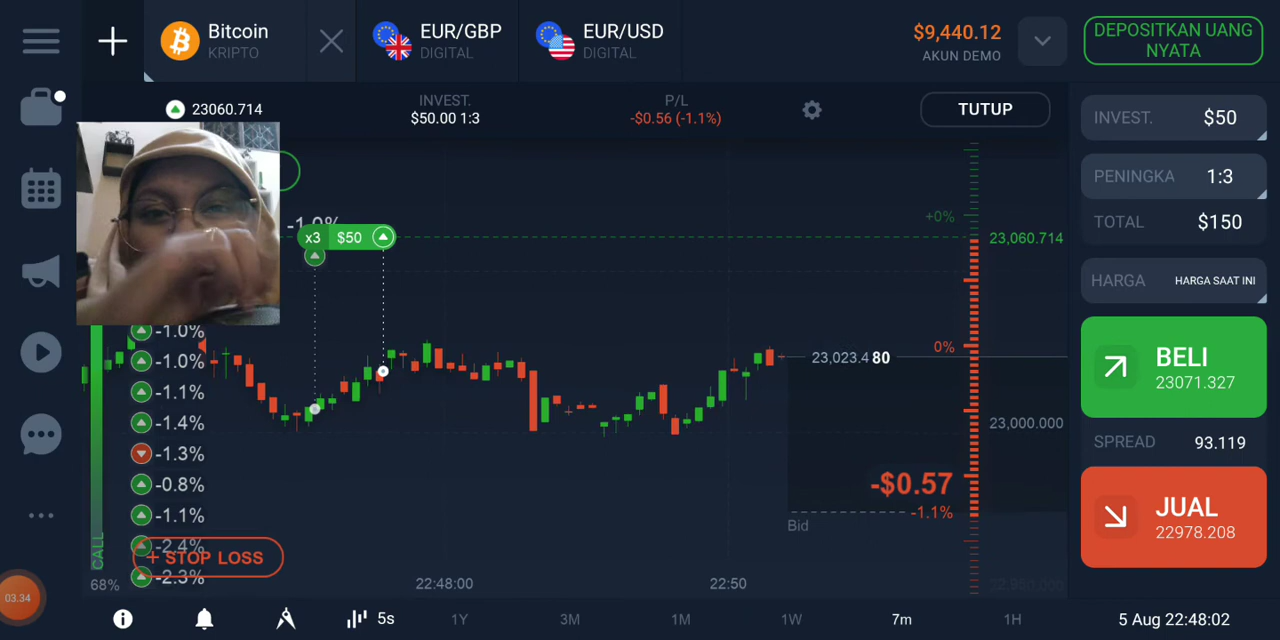 Bitcoin
KRIPTO
EUR/GBP
DIGITAL
EUR/USD
DIGITAL
$9,440.12
AKUN DEMO
DEPOSITKAN UANG
NYATA
23060.714
INVEST.
$50.00 1:3
P/L
-$0.56 (-1.1%)
TUTUP
INVEST. $50
PENINGKA 1:3
TOTAL $150
HARGA HARGA SAAT INI
BELI
23071.327
SPREAD 93.119
JUAL
22978.208
+0%
-1.0%
x3 $50
23,060.714
0%
23,023.480
23,000.000
-1.0%
-1.0%
-1.1%
-1.4%
-1.3%
-0.8%
-1.1%
-2.4%
-2.3%
+ STOP LOSS
CALL
68%
-$0.57
-1.1%
Bid
22:48:00
22:50
22,980.000
03.34
5s
1Y
3M
1M
1W
7m
1H
5 Aug 22:48:02